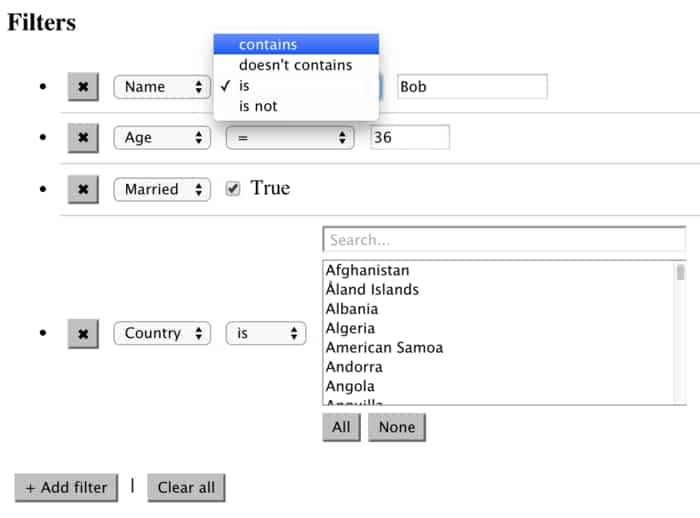 Filters
contains
doesn't contains
✖ Name ✓ is Bob
is not
✖ Age = 36
✖ Married True
Search...
Afghanistan
Åland Islands
Albania
Algeria
✖ Country is
American Samoa
Andorra
Angola
Anguilla
All None
+ Add filter | Clear all